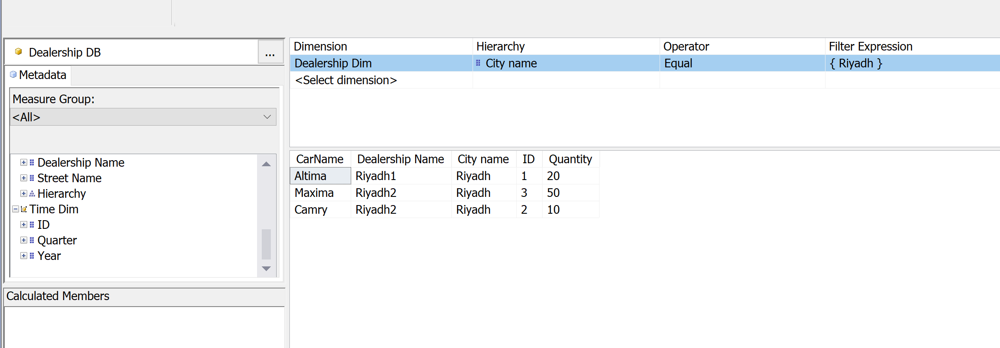 Dealership DB
...
Metadata
Measure Group:
<All>
Dealership Name
Street Name
Hierarchy
Time Dim
ID
Quarter
Year
Calculated Members
Dimension Hierarchy Operator Filter Expression
Dealership Dim City name Equal { Riyadh }
<Select dimension>
CarName Dealership Name City name ID Quantity
Altima Riyadh1 Riyadh 1 20
Maxima Riyadh2 Riyadh 3 50
Camry Riyadh2 Riyadh 2 10